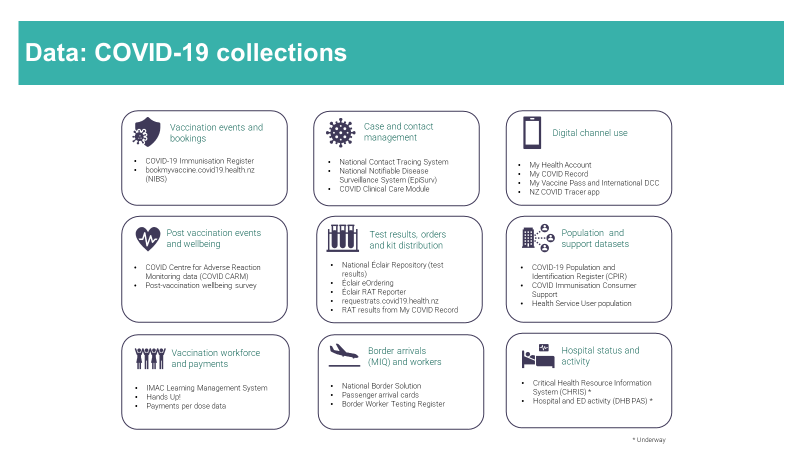 Data: COVID-19 collections
Vaccination events and
bookings
• COVID-19 Immunisation Register
• bookmyvaccine.covid19.health.nz
(NIBS)
Case and contact
management
• National Contact Tracing System
• National Notifiable Disease
Surveillance System (EpiSurv)
• COVID Clinical Care Module
Digital channel use
• My Health Account
• My COVID Record
• My Vaccine Pass and International DCC
• NZ COVID Tracer app
Post vaccination events
and wellbeing
• COVID Centre for Adverse Reaction
Monitoring data (COVID CARM)
• Post-vaccination wellbeing survey
Test results, orders
and kit distribution
• National Éclair Repository (test
results)
• Éclair eOrdering
• Éclair RAT Reporter
• requestrats.covid19.health.nz
• RAT results from My COVID Record
Population and
support datasets
• COVID-19 Population and
Identification Register (CPIR)
• COVID Immunisation Consumer
Support
• Health Service User population
Vaccination workforce
and payments
• IMAC Learning Management System
• Hands Up!
• Payments per dose data
Border arrivals
(MIQ) and workers
• National Border Solution
• Passenger arrival cards
• Border Worker Testing Register
Hospital status and
activity
• Critical Health Resource Information
System (CHRIS) *
• Hospital and ED activity (DHB PAS) *
* Underway